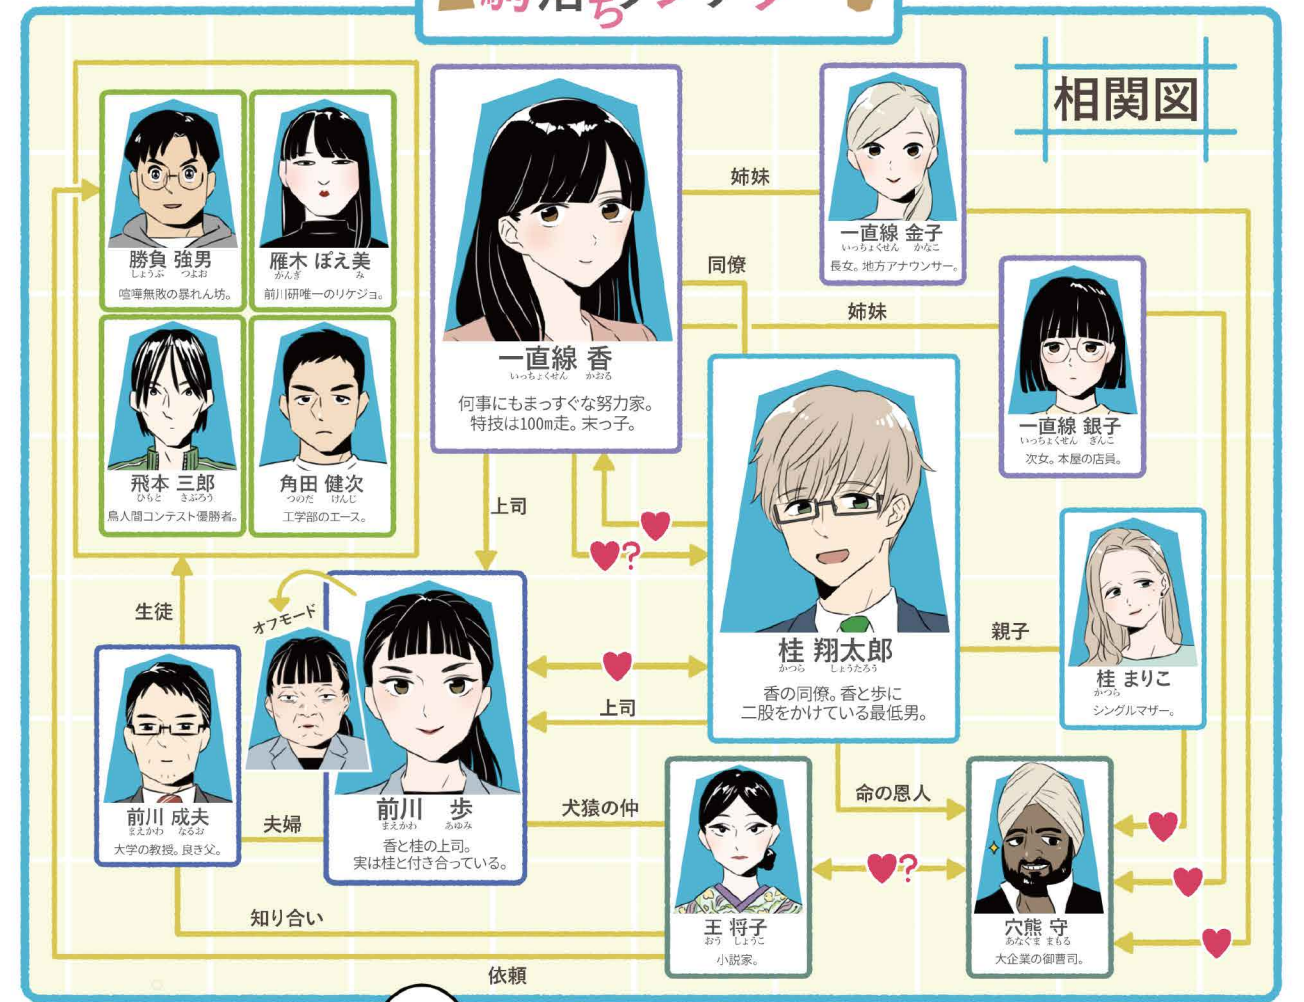 相関図
勝負 強男
しょうぶ つよお
喧嘩無敗の暴れん坊。
雁木 ぽえ美
がんぎ み
前川研唯一のリケジョ。
飛本 三郎
ひもと さぶろう
鳥人間コンテスト優勝者。
角田 健次
つのだ けんじ
工学部のエース。
一直線 香
いっちょくせん かおる
何事にもまっすぐな努力家。
特技は100m走。末っ子。
姉妹
一直線 金子
いっちょくせん かなこ
長女。地方アナウンサー。
同僚
姉妹
一直線 銀子
いっちょくせん ぎんこ
次女。本屋の店員。
上司
?
桂 翔太郎
かつら しょうたろう
香の同僚。香と歩に
二股をかけている最低男。
親子
桂 まりこ
かつら
シングルマザー。
生徒
オフモード
前川 成夫
まえかわ なるお
大学の教授。良き父。
夫婦
前川 歩
まえかわ あゆみ
香と桂の上司。
実は桂と付き合っている。
上司
犬猿の仲
命の恩人
王 将子
おう しょうこ
小説家。
?
穴熊 守
あなぐま まもる
大企業の御曹司。
知り合い
依頼